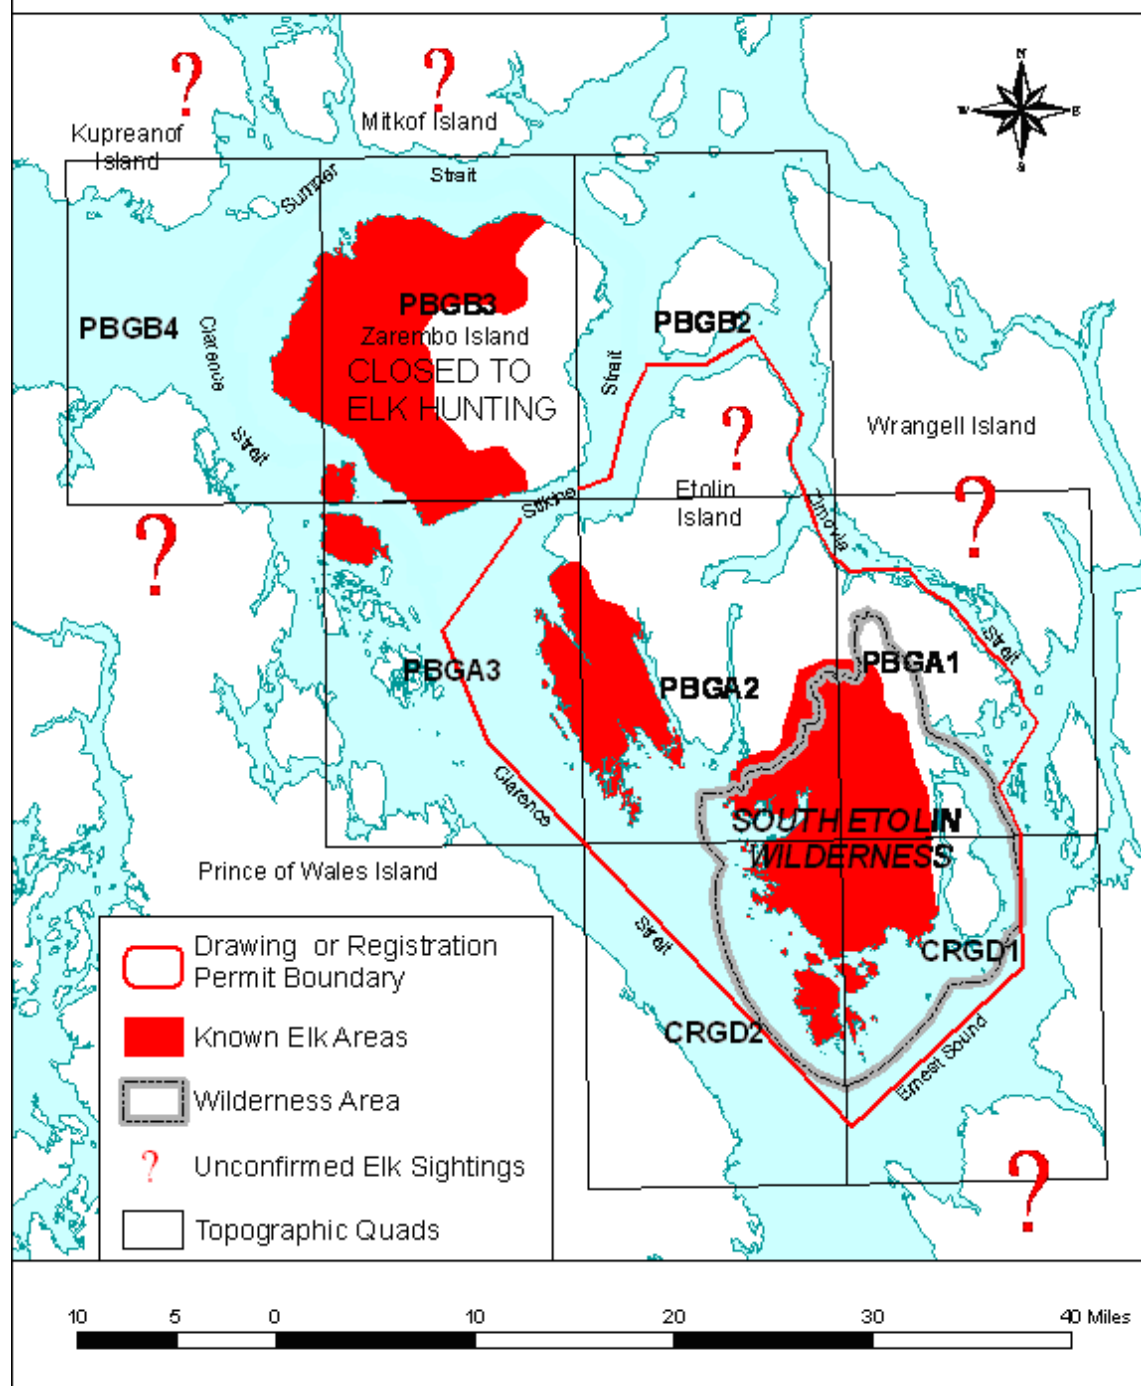 N
W
E
S
Kupreanof
Island
Mitkof Island
Sumner
Strait
PBGB3
Zarembo Island
CLOSED TO
ELK HUNTING
PBGB4
Clarence
Strait
PBGB2
Strait
Wrangell Island
Etolin
Island
Stikine
Zimovia
Strait
PBGA3
PBGA2
PBGA1
Clarence
SOUTH ETOLIN
WILDERNESS
Prince of Wales Island
Strait
CRGD1
CRGD2
Ernest Sound
Drawing or Registration
Permit Boundary
Known Elk Areas
Wilderness Area
? Unconfirmed Elk Sightings
Topographic Quads
10 5 0 10 20 30 40 Miles